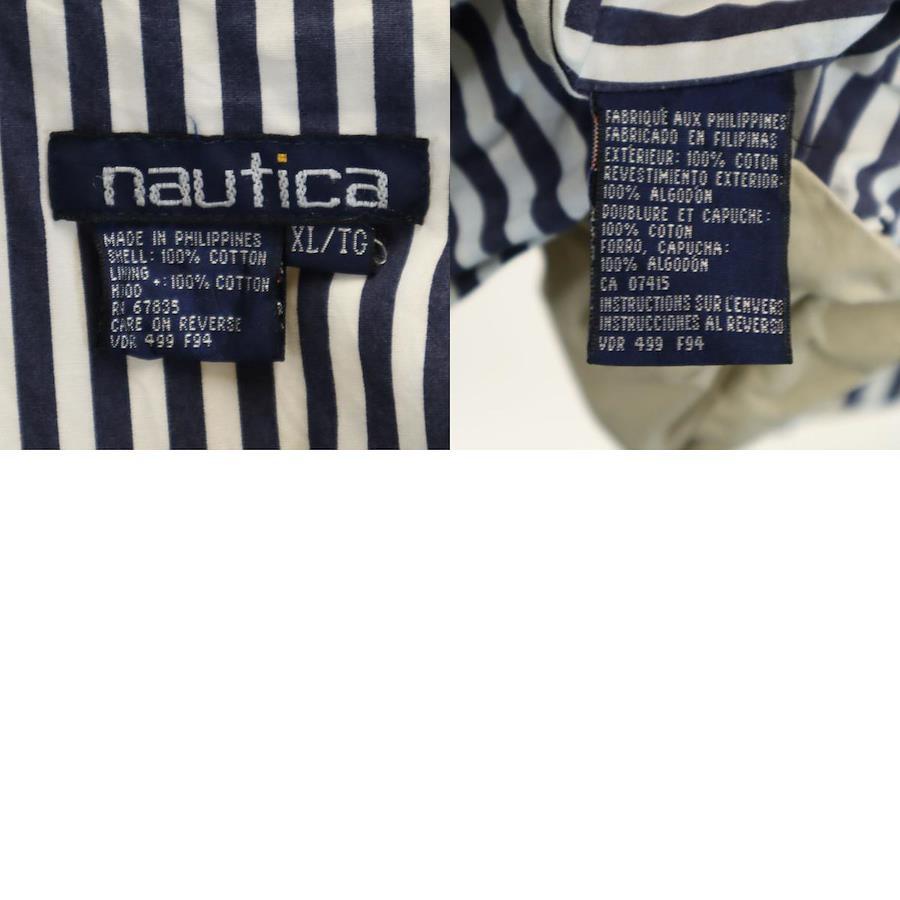 nautica
XL/TG
MADE IN PHILIPPINES
SHELL: 100% COTTON
LINING +: 100% COTTON
HOOD
RN 67835
CARE ON REVERSE
VDR 499 F94
FABRIQUÉ AUX PHILIPPINES
FABRICADO EN FILIPINAS
EXTÉRIEUR: 100% COTON
REVESTIMIENTO EXTERIOR:
100% ALGODÓN
DOUBLURE ET CAPUCHE:
100% COTON
FORRO, CAPUCHA:
100% ALGODÓN
CA 07415
INSTRUCTIONS SUR L'ENVERS
INSTRUCCIONES AL REVERSO
VDR 499 F94